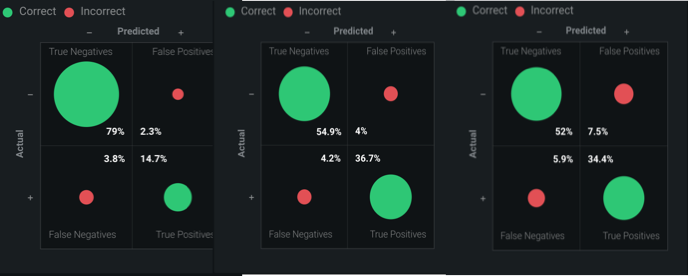 Correct Incorrect
− Predicted +
True Negatives False Positives
Actual
−
79% 2.3%
3.8% 14.7%
+
False Negatives True Positives
Correct Incorrect
− Predicted +
True Negatives False Positives
Actual
−
54.9% 4%
4.2% 36.7%
+
False Negatives True Positives
Correct Incorrect
− Predicted +
True Negatives False Positives
Actual
−
52% 7.5%
5.9% 34.4%
+
False Negatives True Positives